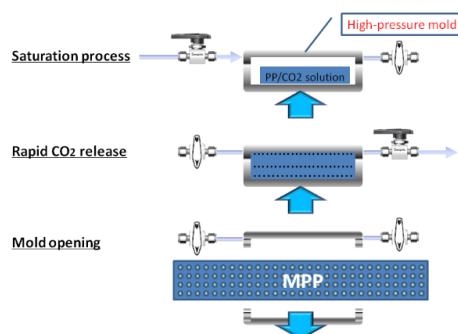 High-pressure mold
Saturation process
PP/CO2 solution
Rapid CO2 release
Mold opening
MPP